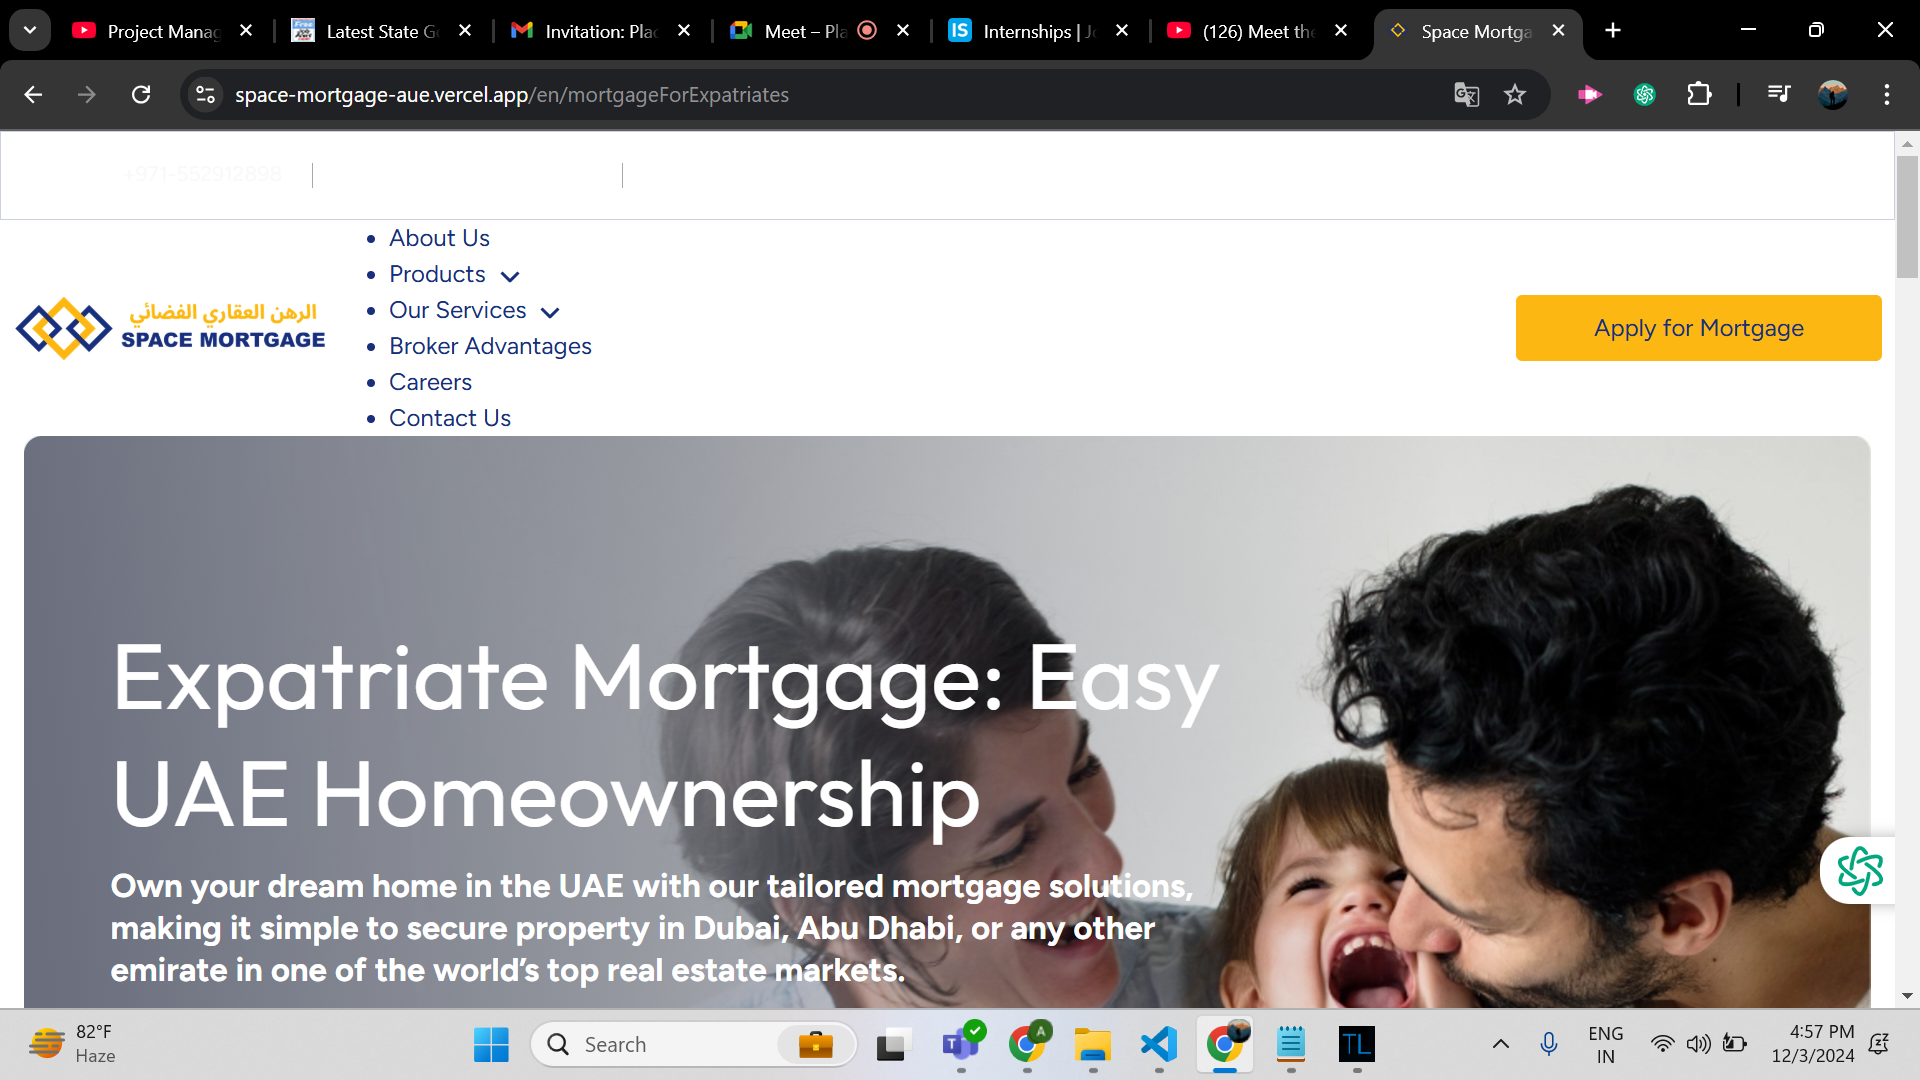 Project Manag
Latest State G
Invitation: Plac
Meet – Pla
IS
Internships | Jo
(126) Meet the
Space Mortga
space-mortgage-aue.vercel.app/en/mortgageForExpatriates
+971-552912898
About Us
Products
Our Services
Broker Advantages
Careers
Contact Us
الرهن العقاري الفضائي
SPACE MORTGAGE
Apply for Mortgage
Expatriate Mortgage: Easy
UAE Homeownership
Own your dream home in the UAE with our tailored mortgage solutions,
making it simple to secure property in Dubai, Abu Dhabi, or any other
emirate in one of the world’s top real estate markets.
82°F
Haze
Search
A
TL
ENG
IN
4:57 PM
12/3/2024